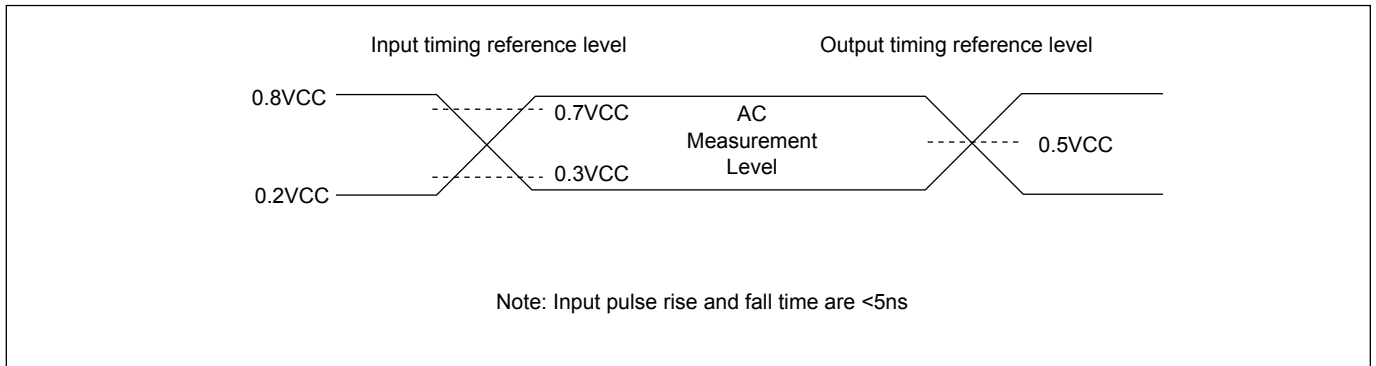 Input timing reference level
Output timing reference level
0.8VCC
0.7VCC
AC
Measurement
Level
0.5VCC
0.3VCC
0.2VCC
Note: Input pulse rise and fall time are <5ns